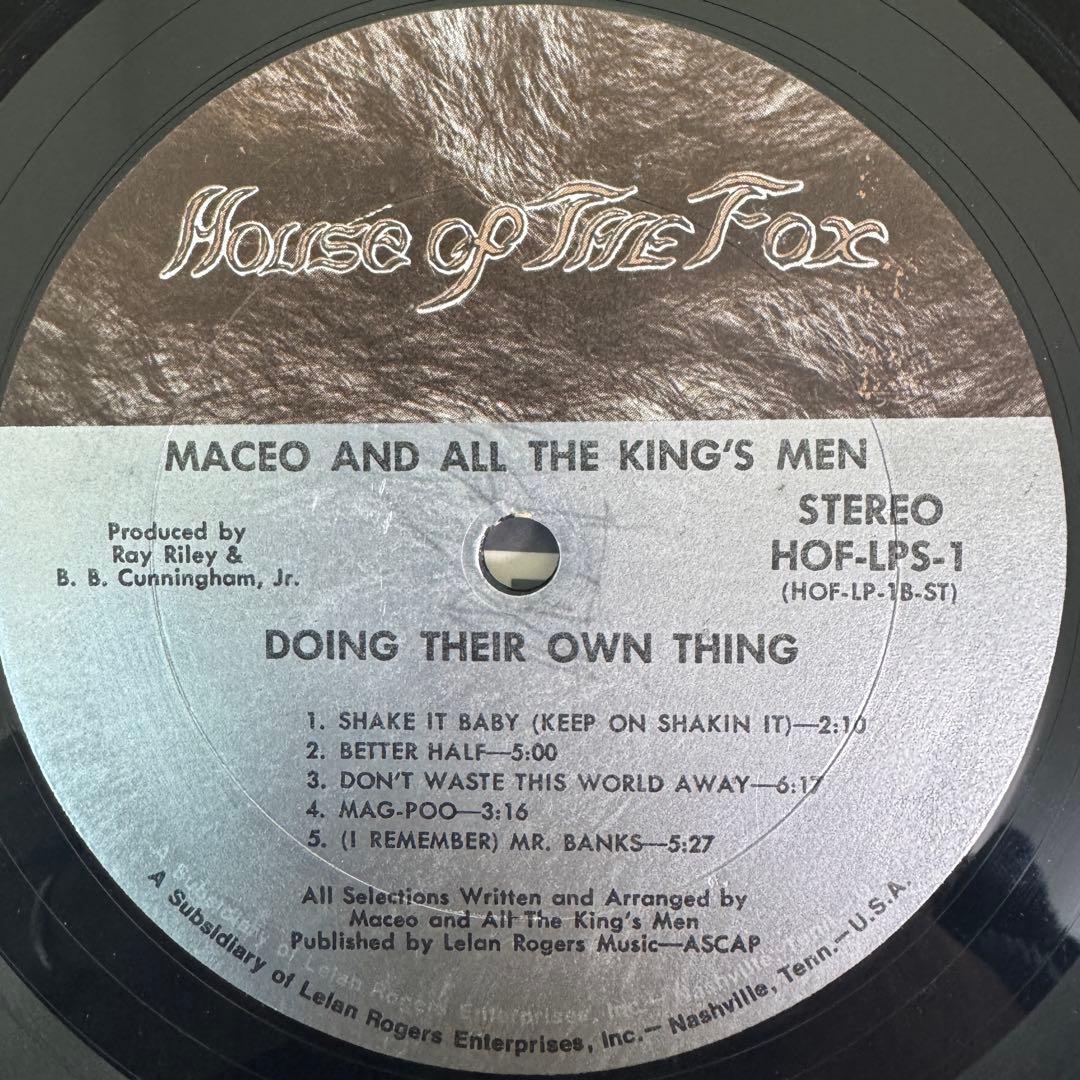 House of The Fox
MACEO AND ALL THE KING'S MEN
Produced by
Ray Riley &
B. B. Cunningham, Jr.
STEREO
HOF-LPS-1
(HOF-LP-1B-ST)
DOING THEIR OWN THING
1. SHAKE IT BABY (KEEP ON SHAKIN IT)—2:10
2. BETTER HALF—5:00
3. DON'T WASTE THIS WORLD AWAY—6:17
4. MAG-POO—3:16
5. (I REMEMBER) MR. BANKS—5:27
All Selections Written and Arranged by
Maceo and All The King's Men
Published by Lelan Rogers Music—ASCAP
A Subsidiary of Lelan Rogers Enterprises, Inc.— Nashville, Tenn.—U.S.A.